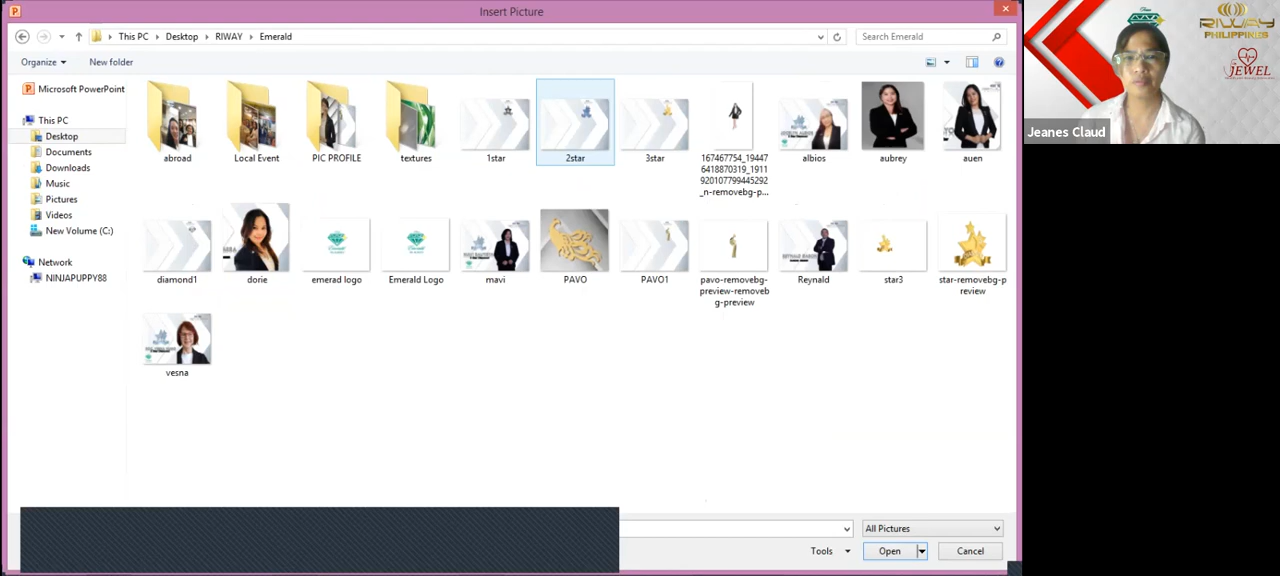 Insert Picture
This PC
Desktop
RIWAY
Emerald
Search Emerald
Organize
New folder
Microsoft PowerPoint
This PC
Desktop
Documents
Downloads
Music
Pictures
Videos
New Volume (C:)
Network
NINJAPUPPY88
abroad
Local Event
PIC PROFILE
textures
1star
2star
3star
167467754_19447
6418870319_1911
920107799445292
_n-removebg-p...
albios
aubrey
auen
diamond1
dorie
emerad logo
Emerald Logo
mavi
PAVO
PAVO1
pavo-removebg-
preview-removeb
g-preview
Reynald
star3
star-removebg-p
review
vesna
All Pictures
Tools
Open
Cancel
RIWAY
PHILIPPINES
JEWEL
Jeanes Claud